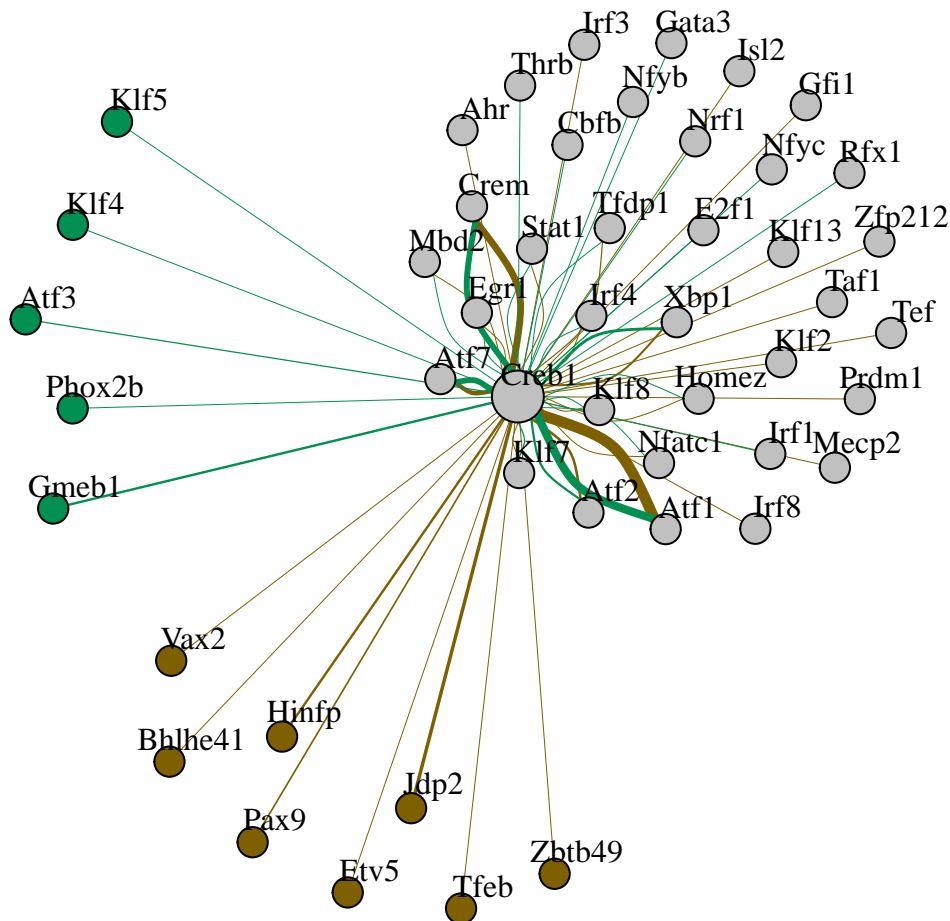 Irf3
Gata3
Isl2
Thrb
Nfyb
Gfi1
Klf5
Ahr
Cbfb
Nrf1
Nfyc
Rfx1
Klf4
Crem
Tfdp1
E2f1
Zfp212
Mbd2
Stat1
Klf13
Atf3
Egr1
Irf4
Xbp1
Taf1
Tef
Phox2b
Atf7
Creb1
Klf8
Homez
Klf2
Prdm1
Gmeb1
Klf7
Nfatc1
Irf1
Mecp2
Atf2
Atf1
Irf8
Vax2
Hinfp
Bhlhe41
Jdp2
Pax9
Etv5
Tfeb
Zbtb49